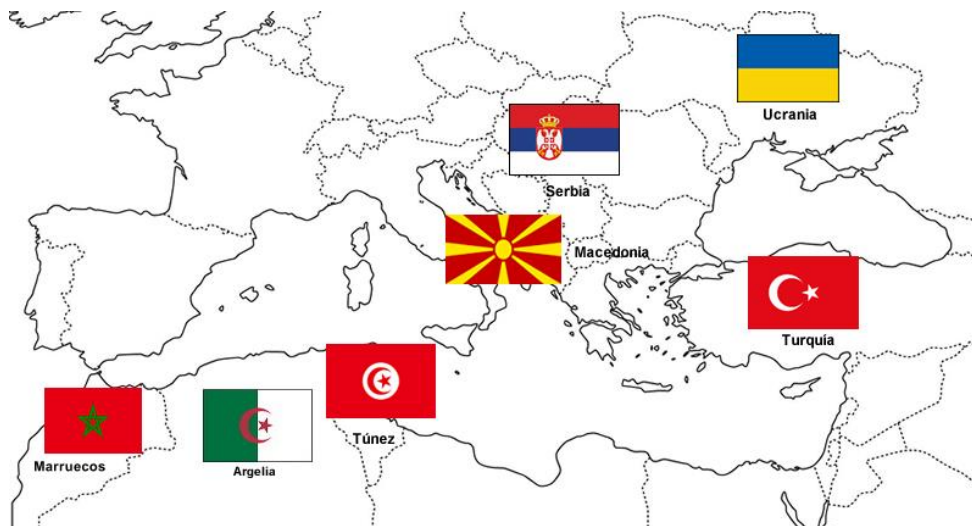 Ucrania
Serbia
Macedonia
Turquía
Túnez
Marruecos
Argelia